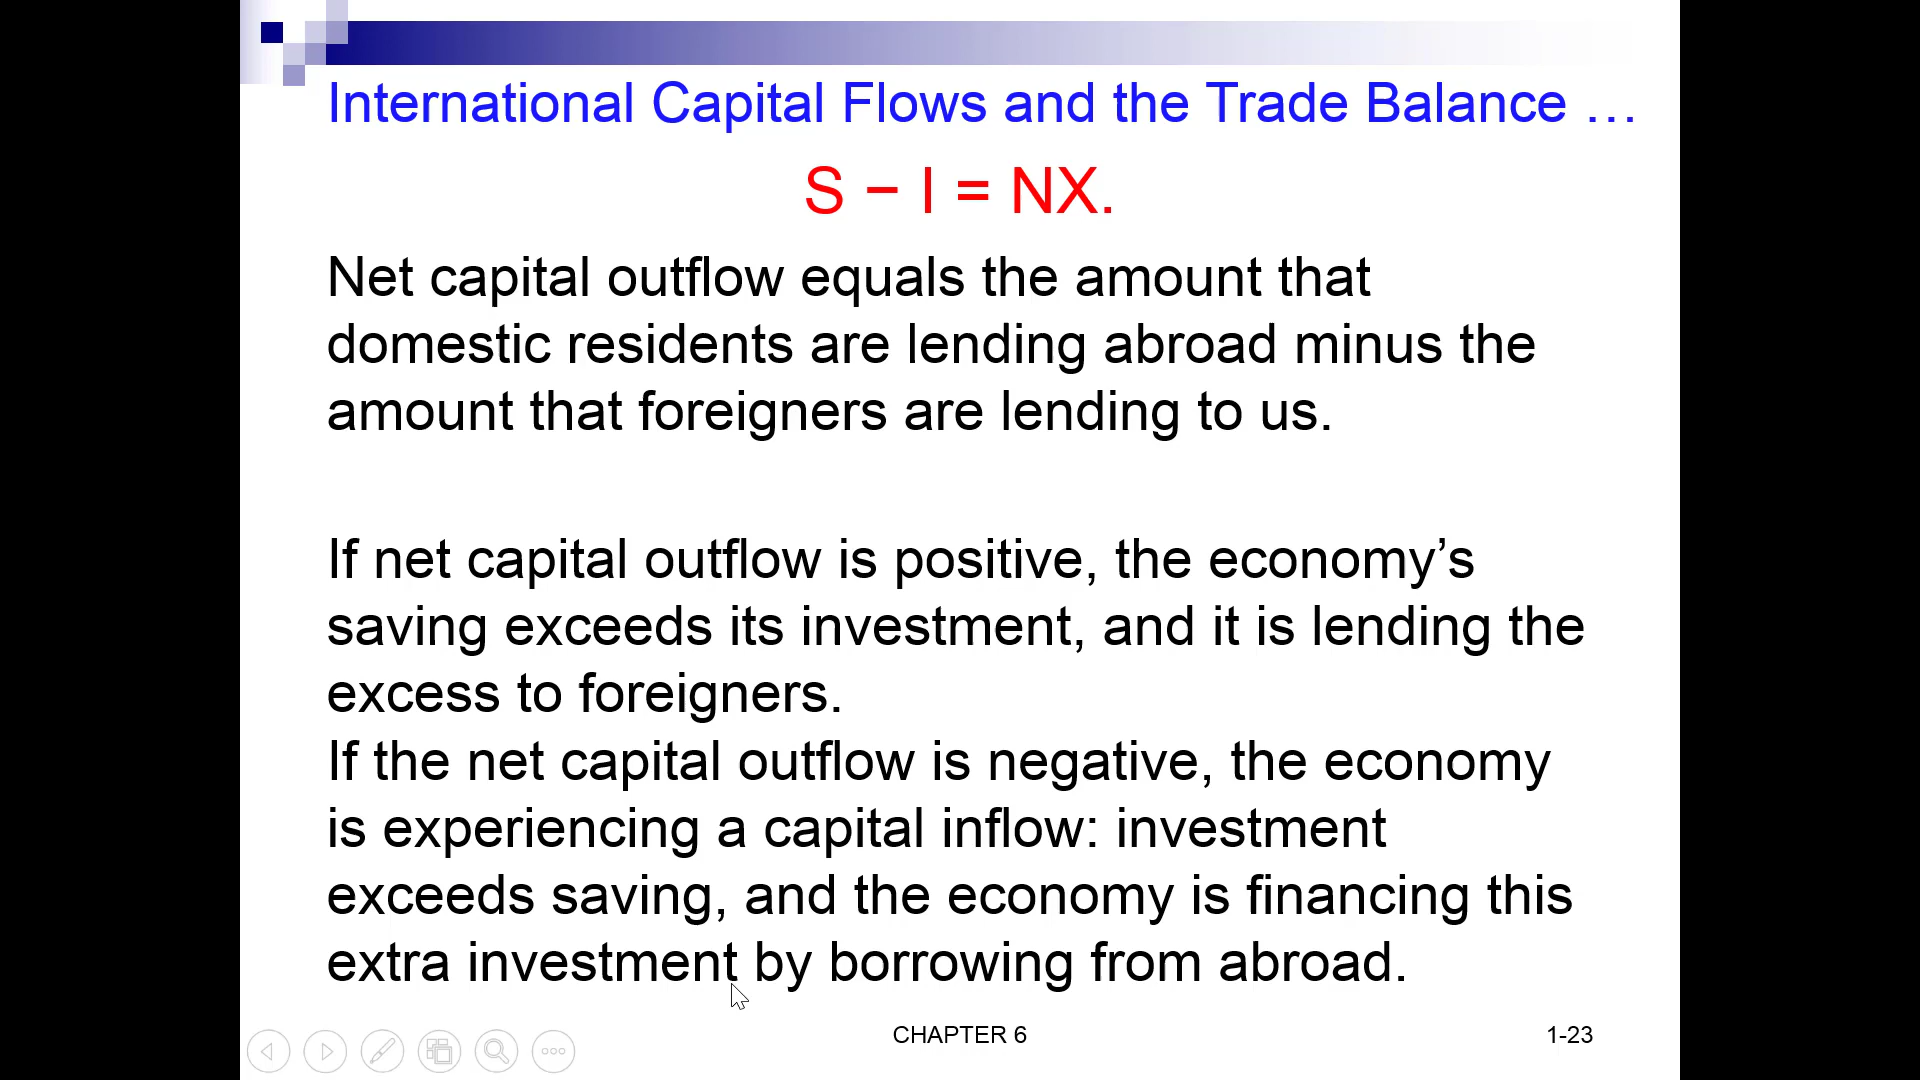 International Capital Flows and the Trade Balance …
S − I = NX.
Net capital outflow equals the amount that
domestic residents are lending abroad minus the
amount that foreigners are lending to us.
If net capital outflow is positive, the economy’s
saving exceeds its investment, and it is lending the
excess to foreigners.
If the net capital outflow is negative, the economy
is experiencing a capital inflow: investment
exceeds saving, and the economy is financing this
extra investment by borrowing from abroad.
CHAPTER 6
1-23